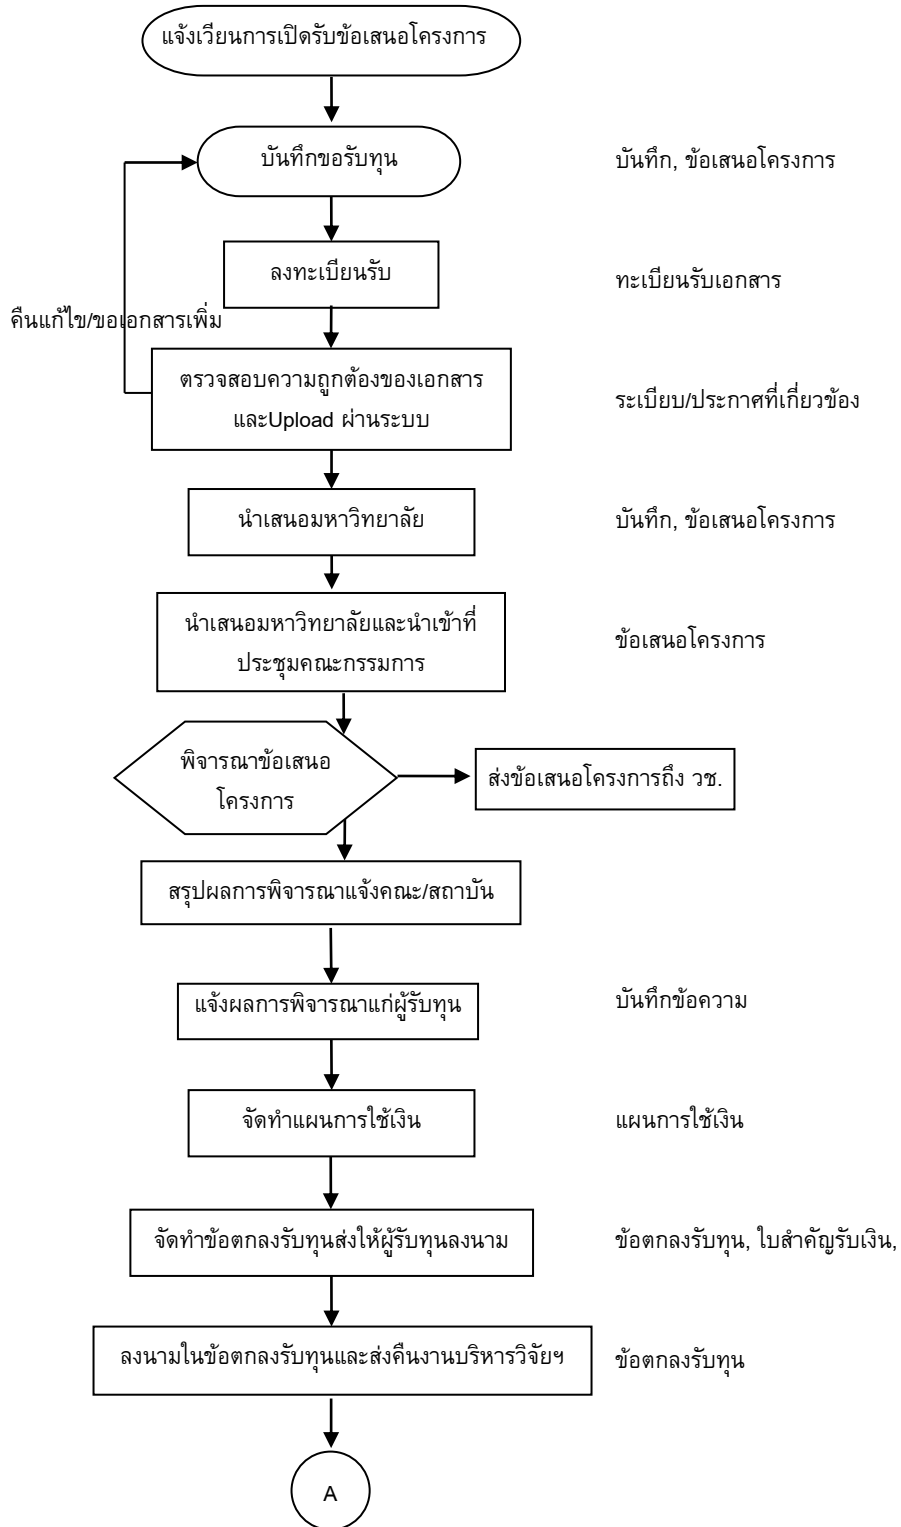 แจ้งเวียนการเปิดรับข้อเสนอโครงการ
บันทึกขอรับทุน
บันทึก, ข้อเสนอโครงการ
ลงทะเบียนรับ
ทะเบียนรับเอกสาร
คืนแก้ไข/ขอเอกสารเพิ่ม
ตรวจสอบความถูกต้องของเอกสาร
และUpload ผ่านระบบ
ระเบียบ/ประกาศที่เกี่ยวข้อง
นำเสนอมหาวิทยาลัย
บันทึก, ข้อเสนอโครงการ
นำเสนอมหาวิทยาลัยและนำเข้าที่
ประชุมคณะกรรมการ
ข้อเสนอโครงการ
พิจารณาข้อเสนอ
โครงการ
ส่งข้อเสนอโครงการถึง วช.
สรุปผลการพิจารณาแจ้งคณะ/สถาบัน
แจ้งผลการพิจารณาแก่ผู้รับทุน
บันทึกข้อความ
จัดทำแผนการใช้เงิน
แผนการใช้เงิน
จัดทำข้อตกลงรับทุนส่งให้ผู้รับทุนลงนาม
ข้อตกลงรับทุน, ใบสำคัญรับเงิน,
ลงนามในข้อตกลงรับทุนและส่งคืนงานบริหารวิจัยฯ
ข้อตกลงรับทุน
A